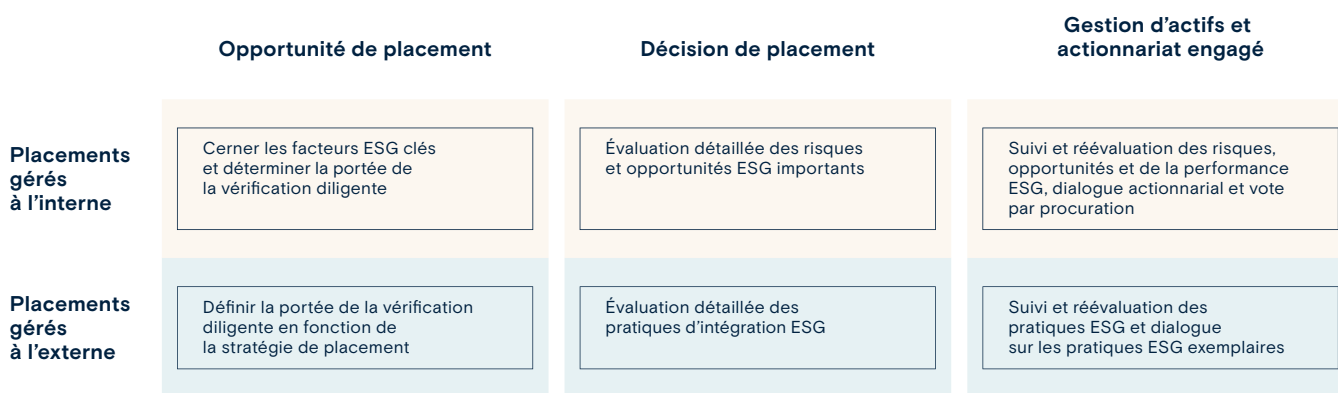 Opportunité de placement
Décision de placement
Gestion d’actifs et
actionnariat engagé
Placements
gérés
à l’interne
Cerner les facteurs ESG clés
et déterminer la portée de
la vérification diligente
Évaluation détaillée des risques
et opportunités ESG importants
Suivi et réévaluation des risques,
opportunités et de la performance
ESG, dialogue actionnarial et vote
par procuration
Placements
gérés
à l’externe
Définir la portée de la vérification
diligente en fonction de
la stratégie de placement
Évaluation détaillée des
pratiques d’intégration ESG
Suivi et réévaluation des
pratiques ESG et dialogue
sur les pratiques ESG exemplaires